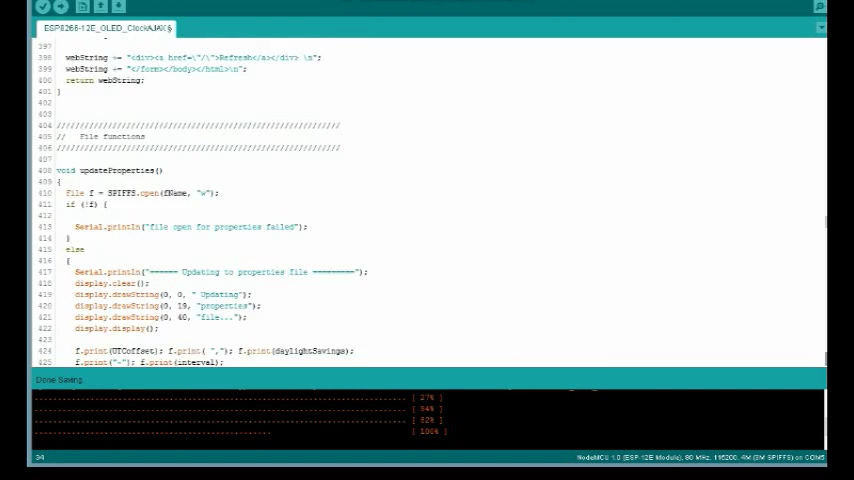 ESP8266-12E_OLED_ClockAJAX§
397
398 webString += "<div><a href=\"/\">Refresh</a></div> \n";
399 webString += "</form></body></html>\n";
400 return webString;
401 }
402
403
404 ////////////////////////////////////////////////////////////
405 //   File functions
406 ////////////////////////////////////////////////////////////
407
408 void updateProperties()
409 {
410 File f = SPIFFS.open(fName, "w");
411 if (!f) {
412
413 Serial.println("file open for properties failed");
414 }
415 else
416 {
417 Serial.println("====== Updating to properties file =========");
418 display.clear();
419 display.drawString(0, 0, " Updating");
420 display.drawString(0, 19, "properties");
421 display.drawString(0, 40, "file...");
422 display.display();
424 f.print(UTCoffset); f.print( ","); f.print(daylightSavings);
425 f.print("~"); f.print(interval);
Done Saving.
[ 27% ]
[ 54% ]
[ 82% ]
[ 100% ]
34
NodeMCU 1.0 (ESP-12E Module), 80 MHz, 115200, 4M (3M SPIFFS) on COM5